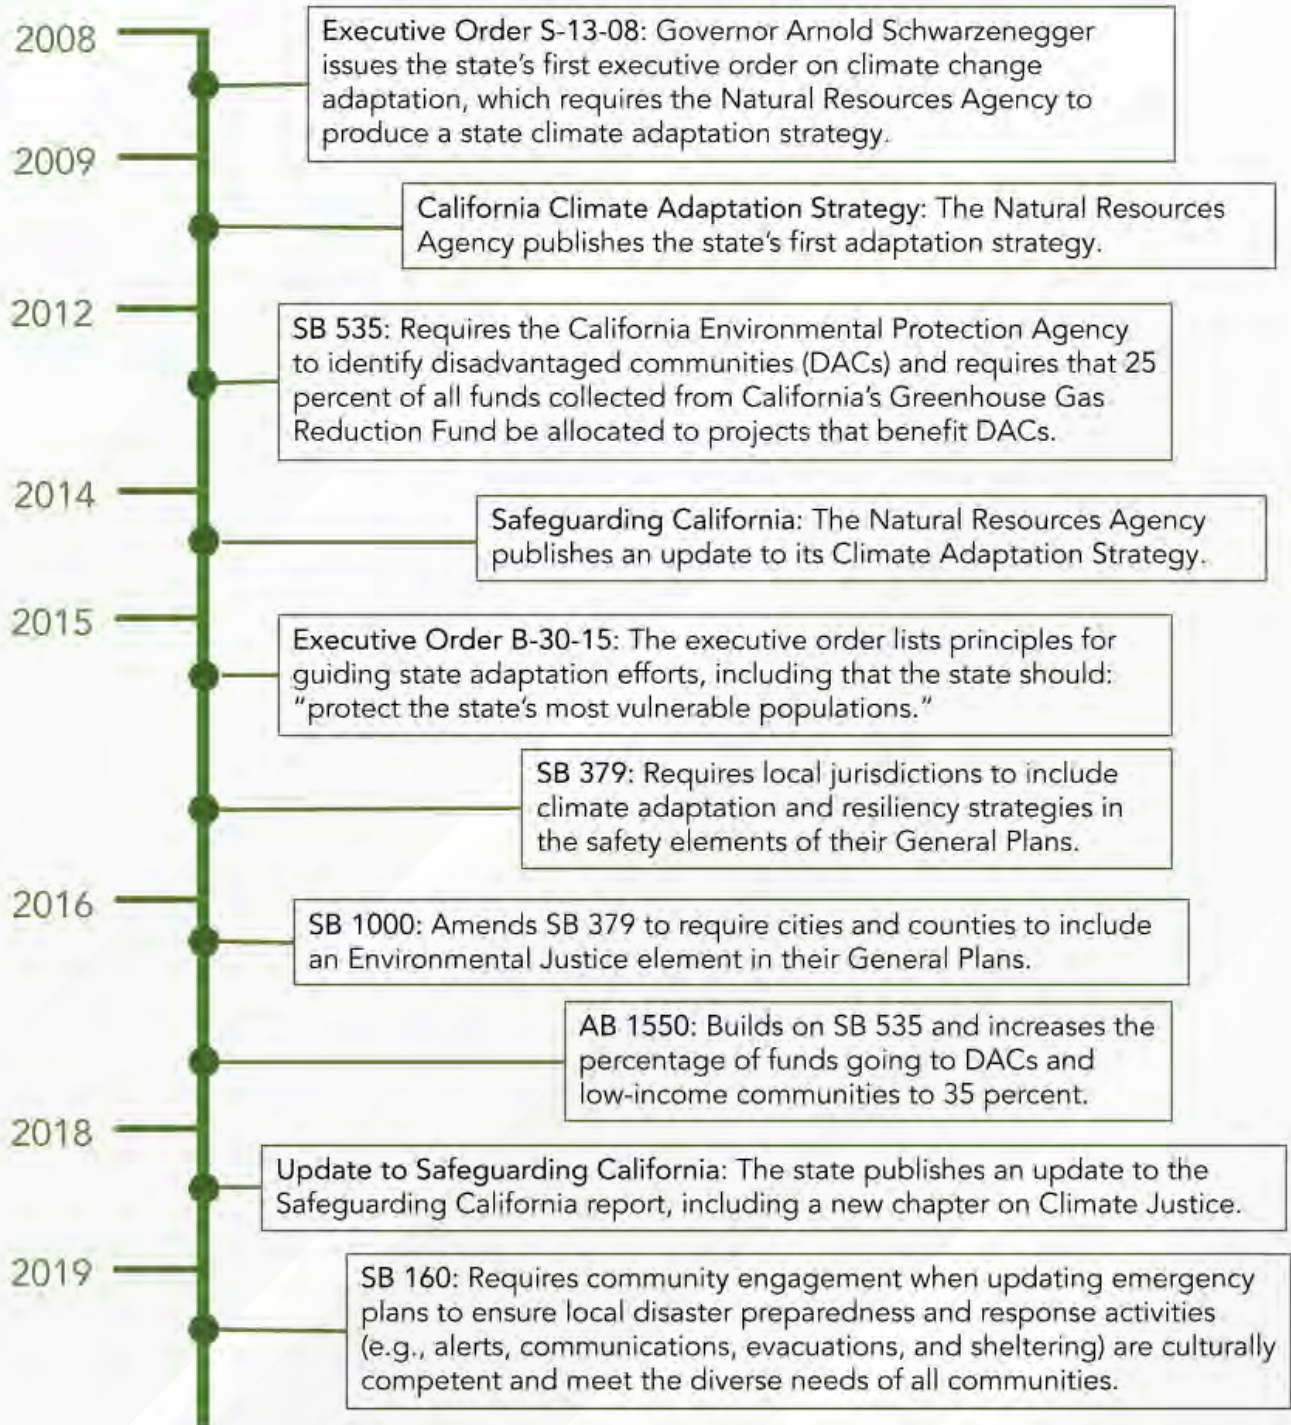 2008
Executive Order S-13-08: Governor Arnold Schwarzenegger
issues the state's first executive order on climate change
adaptation, which requires the Natural Resources Agency to
produce a state climate adaptation strategy.
2009
California Climate Adaptation Strategy: The Natural Resources
Agency publishes the state's first adaptation strategy.
2012
SB 535: Requires the California Environmental Protection Agency
to identify disadvantaged communities (DACs) and requires that 25
percent of all funds collected from California's Greenhouse Gas
Reduction Fund be allocated to projects that benefit DACs.
2014
Safeguarding California: The Natural Resources Agency
publishes an update to its Climate Adaptation Strategy.
2015
Executive Order B-30-15: The executive order lists principles for
guiding state adaptation efforts, including that the state should:
"protect the state's most vulnerable populations."
SB 379: Requires local jurisdictions to include
climate adaptation and resiliency strategies in
the safety elements of their General Plans.
2016
SB 1000: Amends SB 379 to require cities and counties to include
an Environmental Justice element in their General Plans.
AB 1550: Builds on SB 535 and increases the
percentage of funds going to DACs and
low-income communities to 35 percent.
2018
Update to Safeguarding California: The state publishes an update to the
Safeguarding California report, including a new chapter on Climate Justice.
2019
SB 160: Requires community engagement when updating emergency
plans to ensure local disaster preparedness and response activities
(e.g., alerts, communications, evacuations, and sheltering) are culturally
competent and meet the diverse needs of all communities.